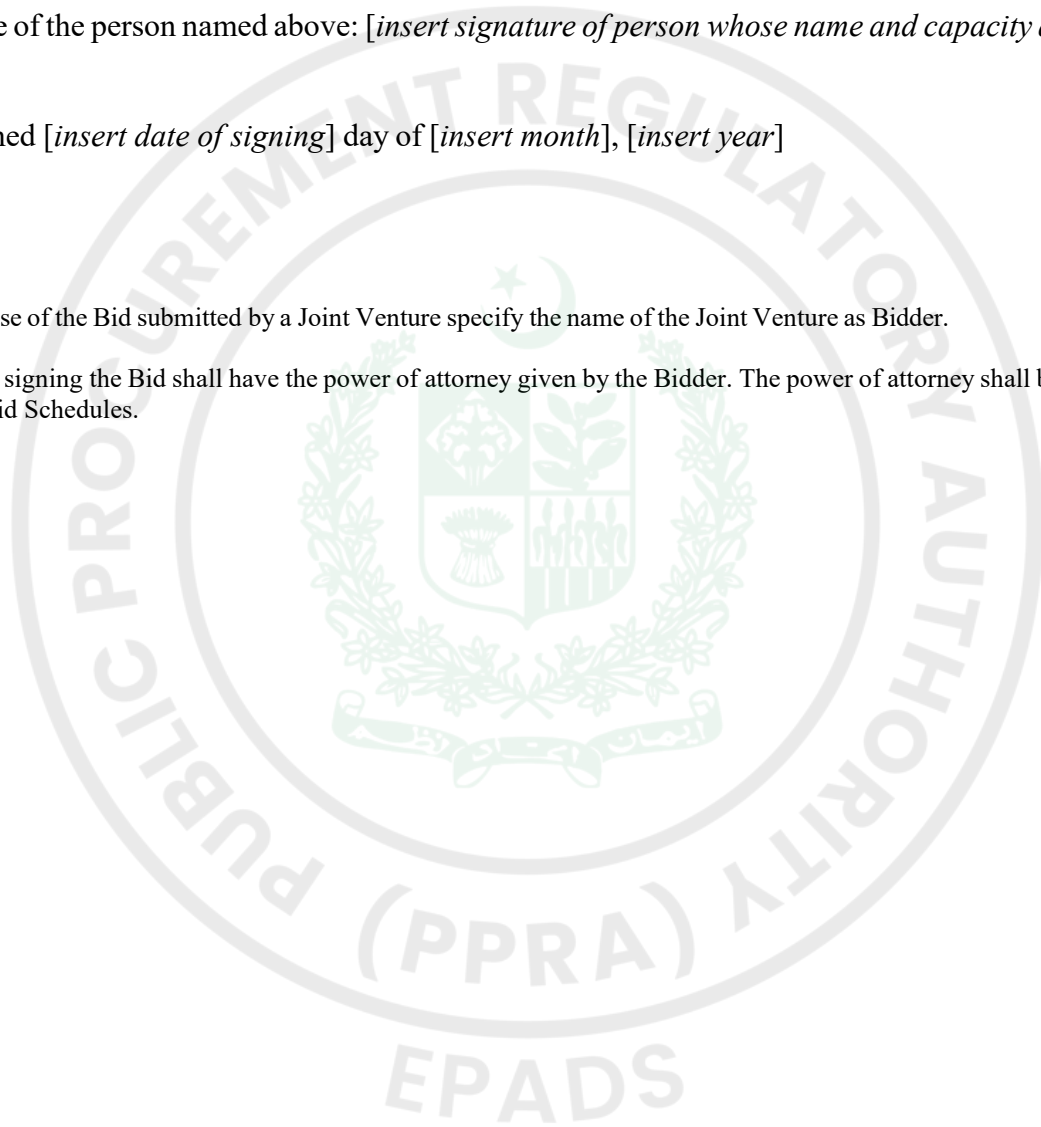 e of the person named above: [insert signature of person whose name and capacity
ned [insert date of signing] day of [insert month], [insert year]
se of the Bid submitted by a Joint Venture specify the name of the Joint Venture as Bidder.
signing the Bid shall have the power of attorney given by the Bidder. The power of attorney shall b
id Schedules.
PUBLIC PROCUREMENT REGULATORY AUTHORITY
(PPRA)
EPADS